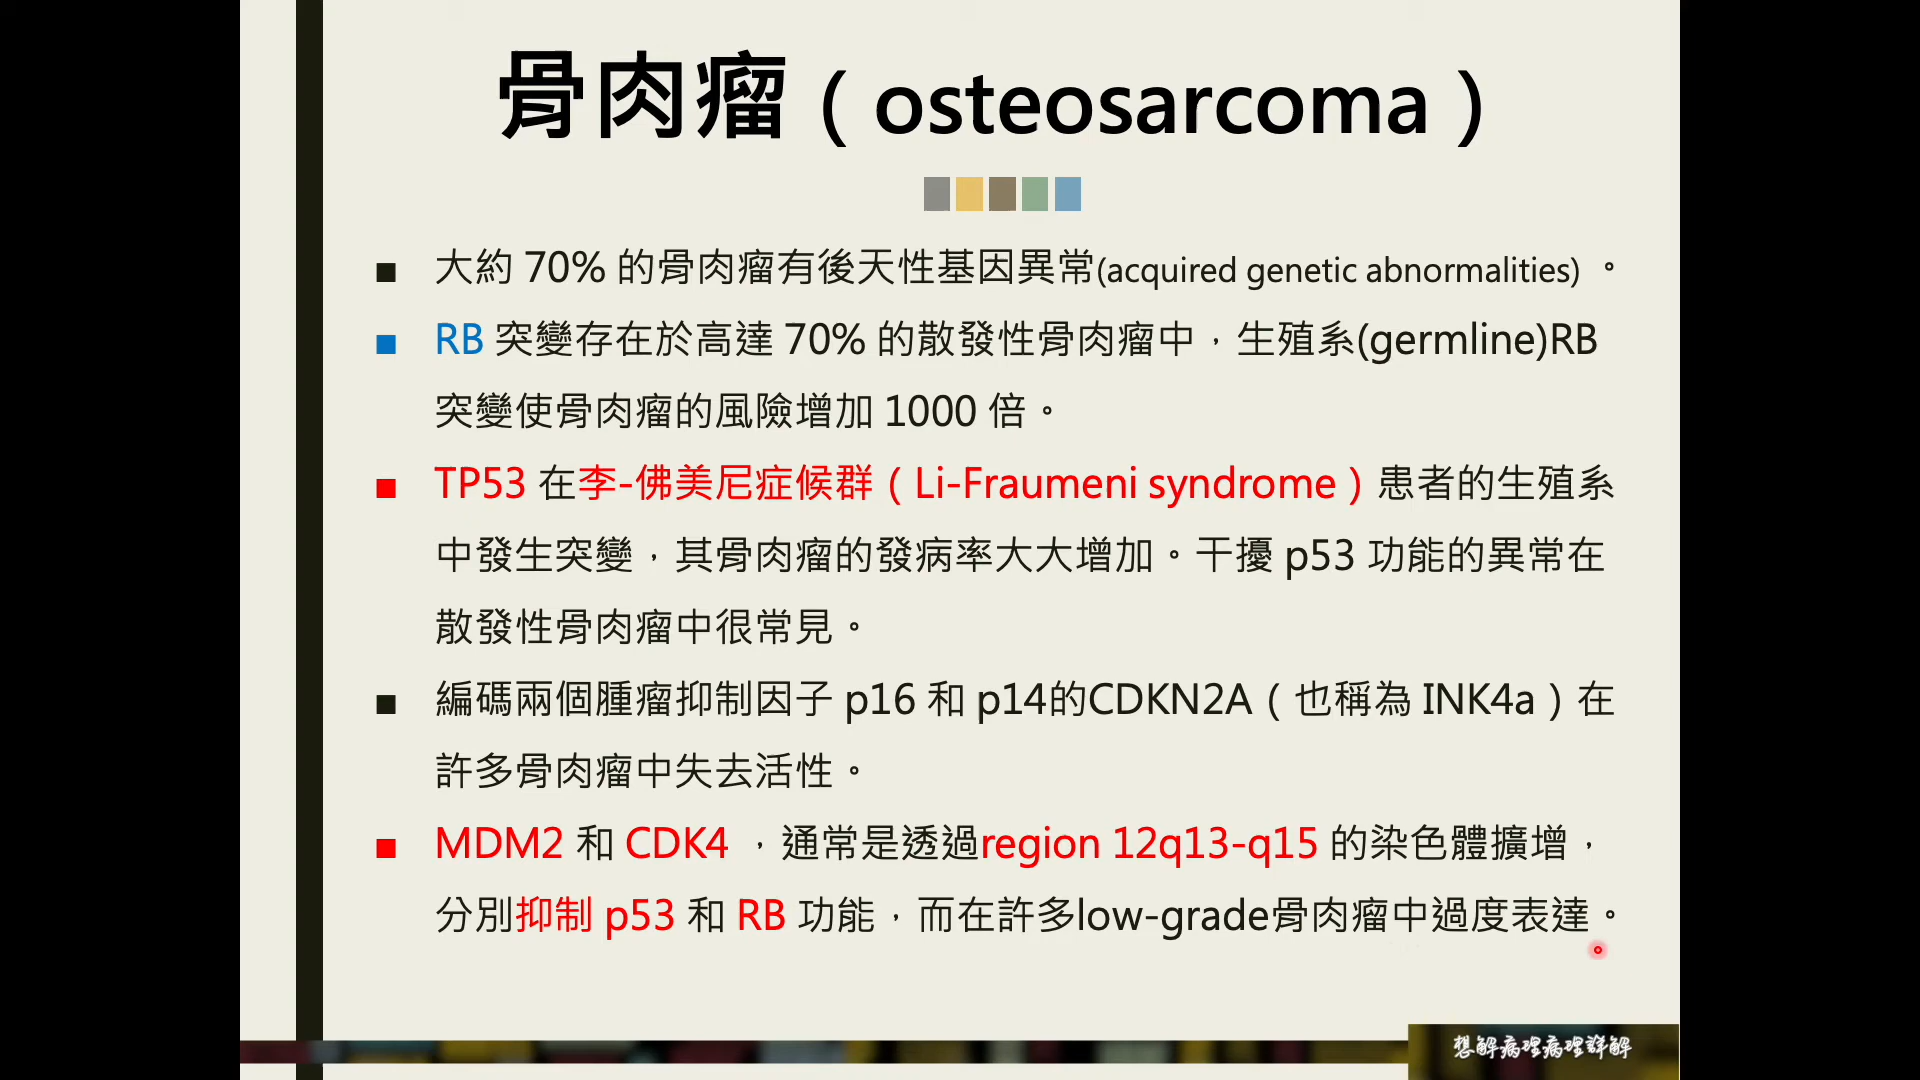 骨肉瘤（osteosarcoma）
■ 大約 70% 的骨肉瘤有後天性基因異常(acquired genetic abnormalities) 。
■ RB 突變存在於高達 70% 的散發性骨肉瘤中，生殖系(germline)RB
突變使骨肉瘤的風險增加 1000 倍。
■ TP53 在李-佛美尼症候群（Li-Fraumeni syndrome）患者的生殖系
中發生突變，其骨肉瘤的發病率大大增加。干擾 p53 功能的異常在
散發性骨肉瘤中很常見。
■ 編碼兩個腫瘤抑制因子 p16 和 p14的CDKN2A（也稱為 INK4a）在
許多骨肉瘤中失去活性。
■ MDM2 和 CDK4 ，通常是透過region 12q13-q15 的染色體擴增，
分別抑制 p53 和 RB 功能，而在許多low-grade骨肉瘤中過度表達。
想解病理病理詳解